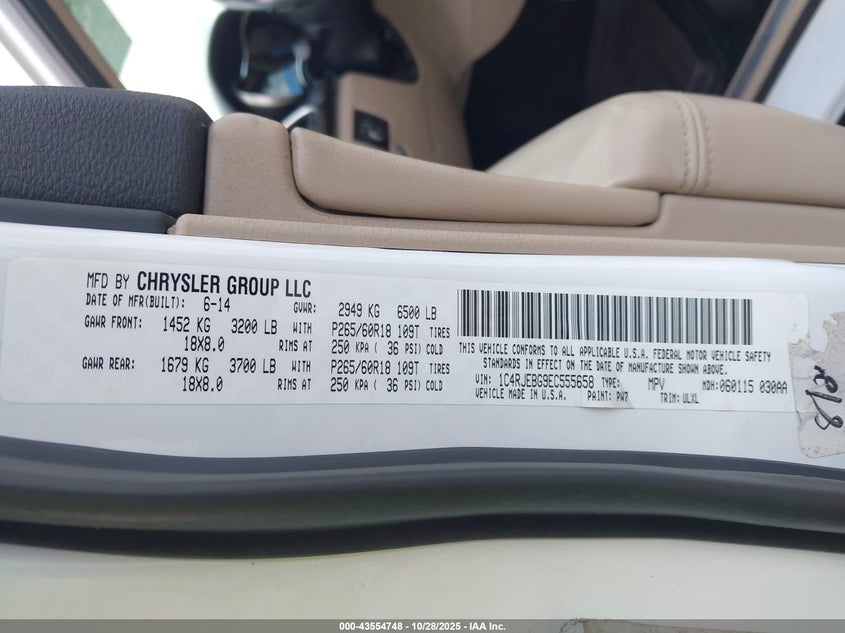 MFD BY CHRYSLER GROUP LLC
DATE OF MFR(BUILT): 6-14 GVWR: 2949 KG 6500 LB
GAWR FRONT: 1452 KG 3200 LB WITH P265/60R18 109T TIRES
18X8.0 RIMS AT 250 KPA ( 36 PSI) COLD
GAWR REAR: 1679 KG 3700 LB WITH P265/60R18 109T TIRES
18X8.0 RIMS AT 250 KPA ( 36 PSI) COLD
THIS VEHICLE CONFORMS TO ALL APPLICABLE U.S.A. FEDERAL MOTOR VEHICLE SAFETY
STANDARDS IN EFFECT ON THE DATE OF MANUFACTURE SHOWN ABOVE.
VIN: 1C4RJEBG9EC555658 TYPE: MPV MDH: 060115 030AA
VEHICLE MADE IN U.S.A. PAINT: PW7 TRIM: ULXL
000-43554748 - 10/28/2025 - IAA Inc.